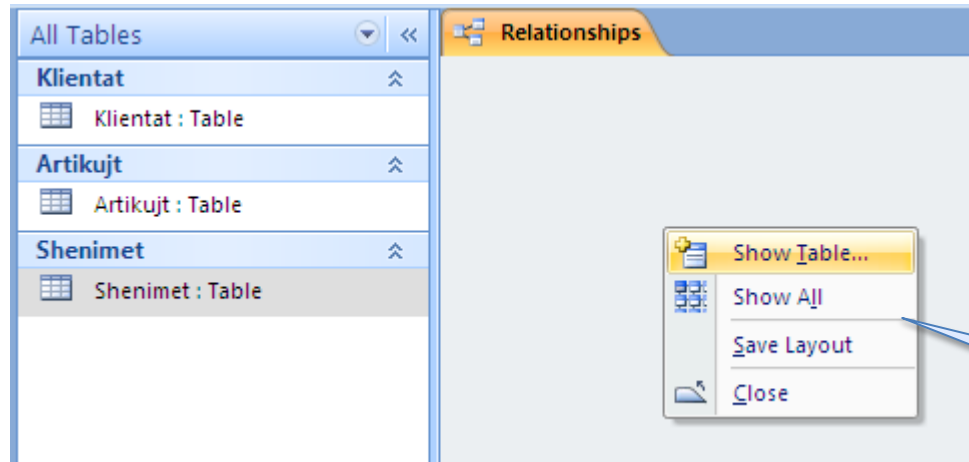 All Tables
Relationships
Klientat
Klientat : Table
Artikujt
Artikujt : Table
Shenimet
Shenimet : Table
Show Table...
Show All
Save Layout
Close